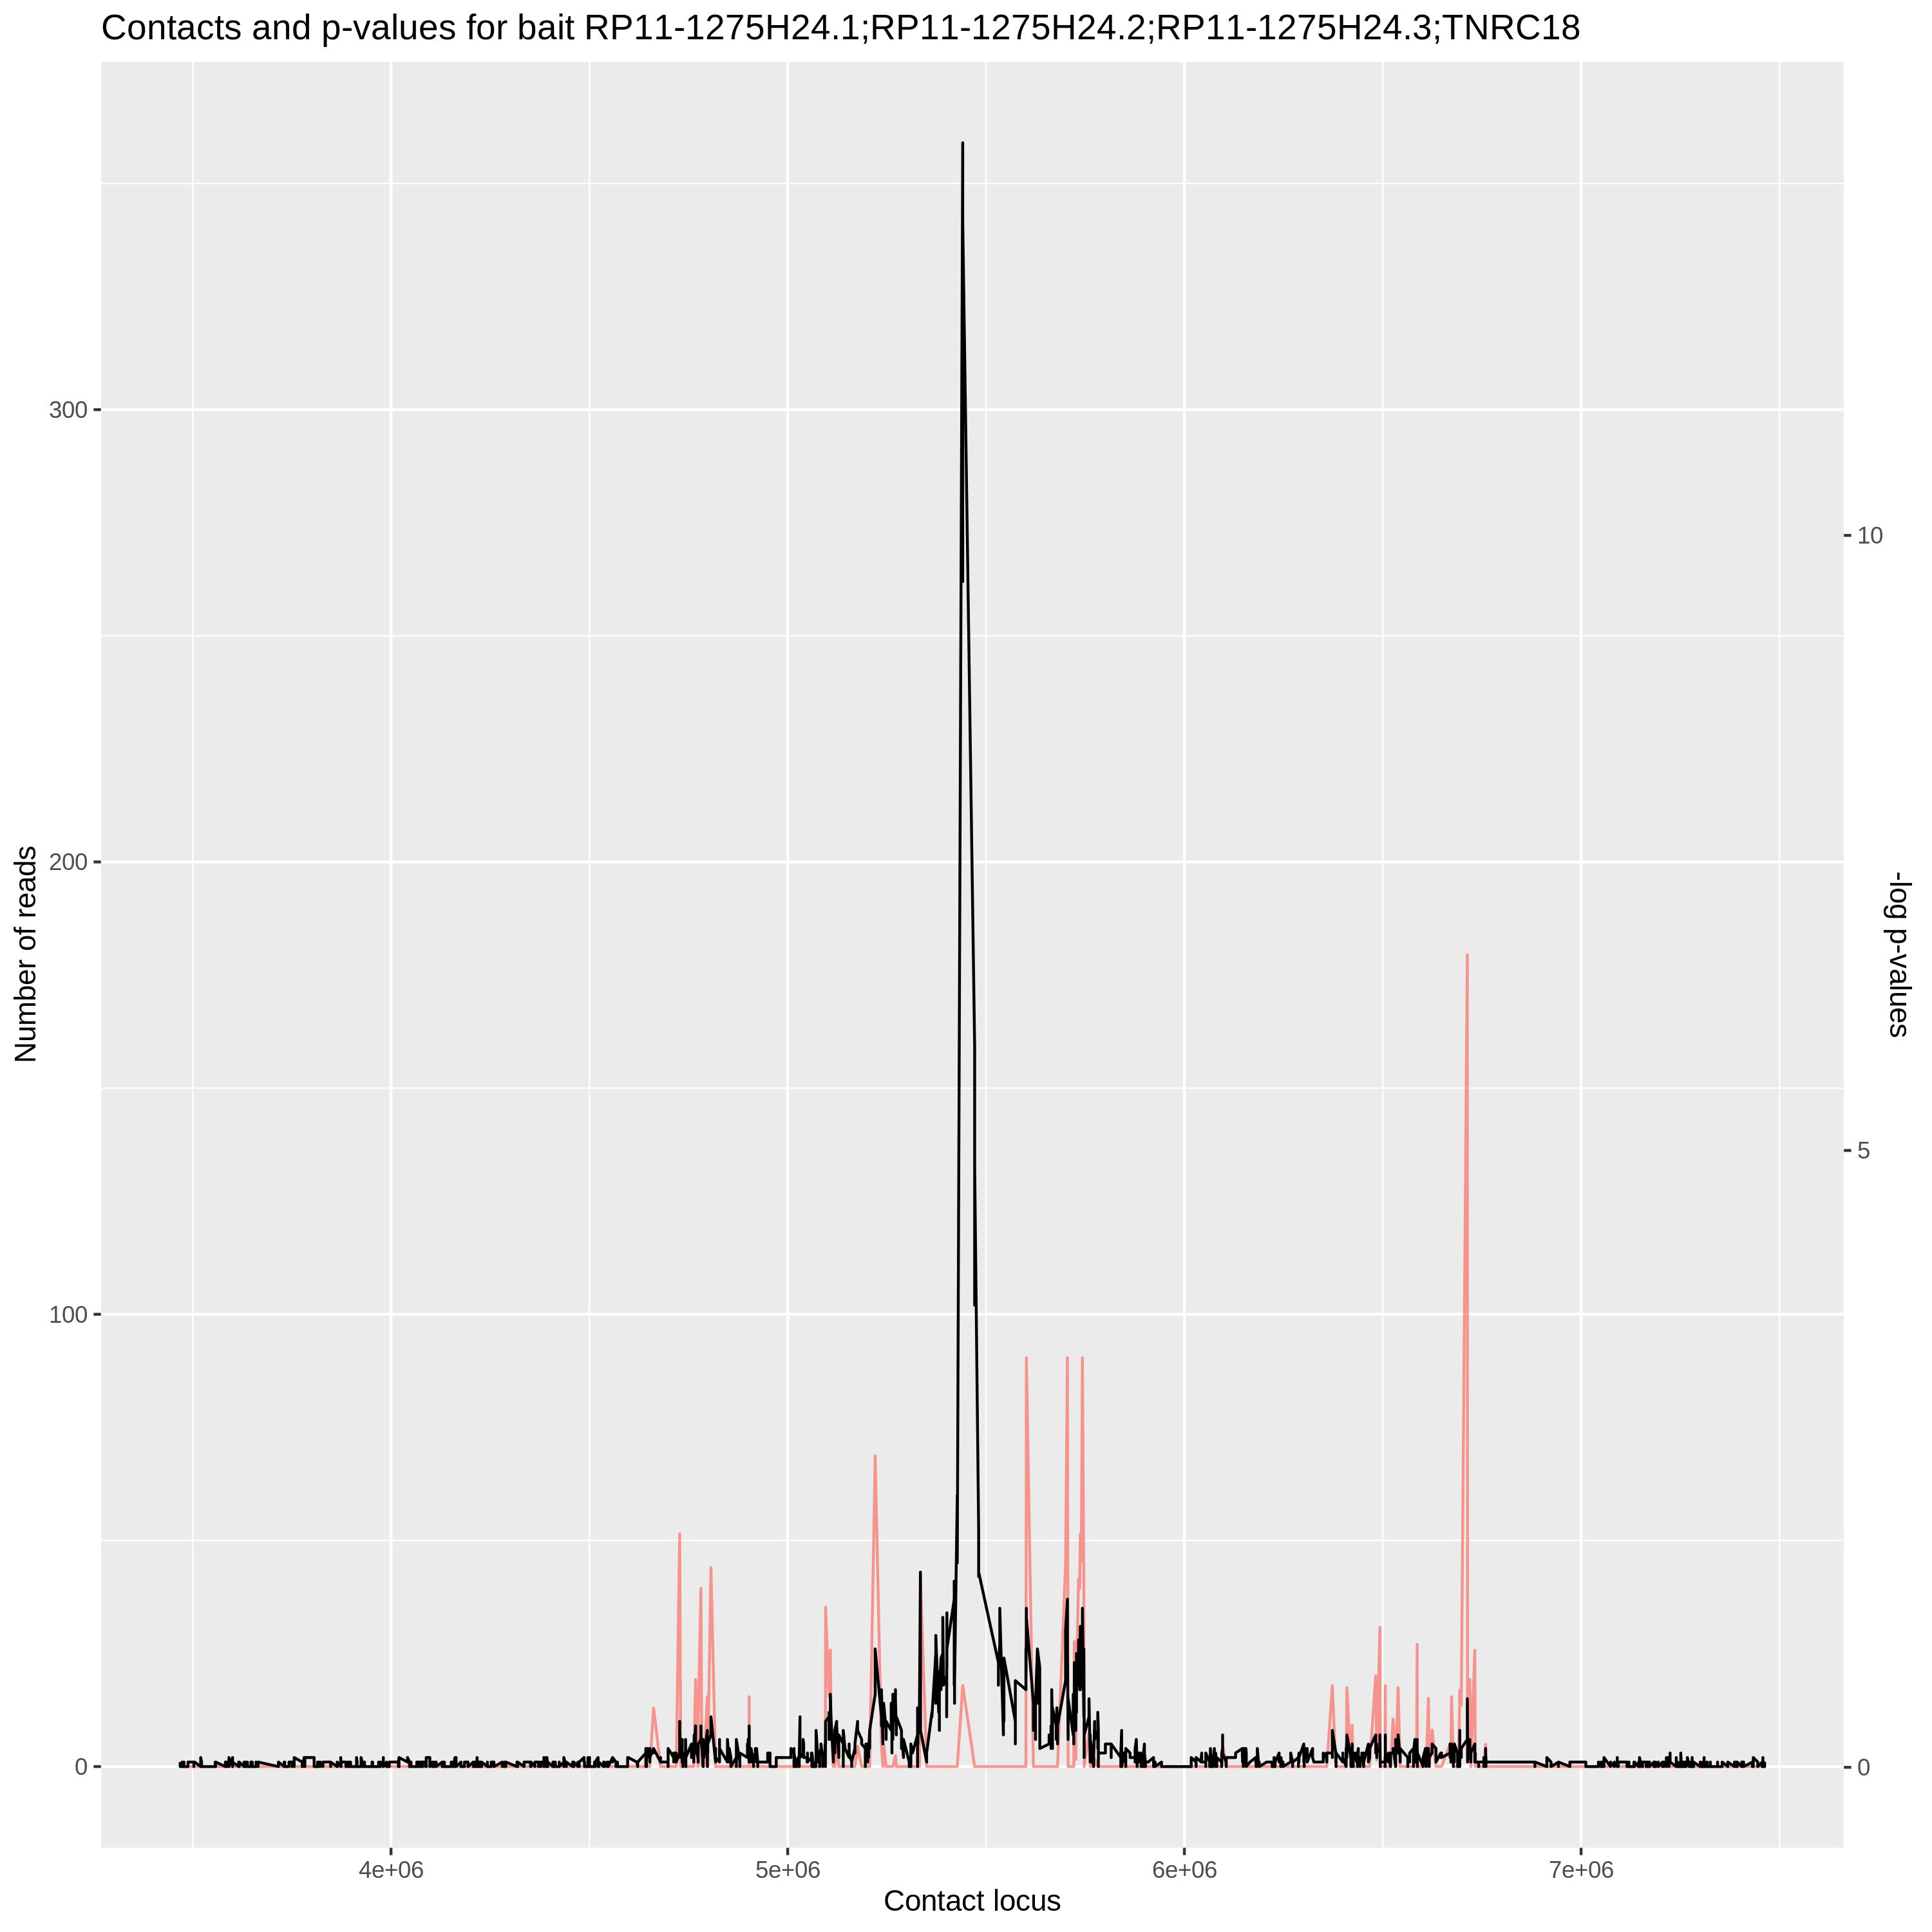 Contacts and p-values for bait RP11-1275H24.1;RP11-1275H24.2;RP11-1275H24.3;TNRC18
300
200
100
0
Number of reads
10
5
0
-log p-values
4e+06
5e+06
6e+06
7e+06
Contact locus